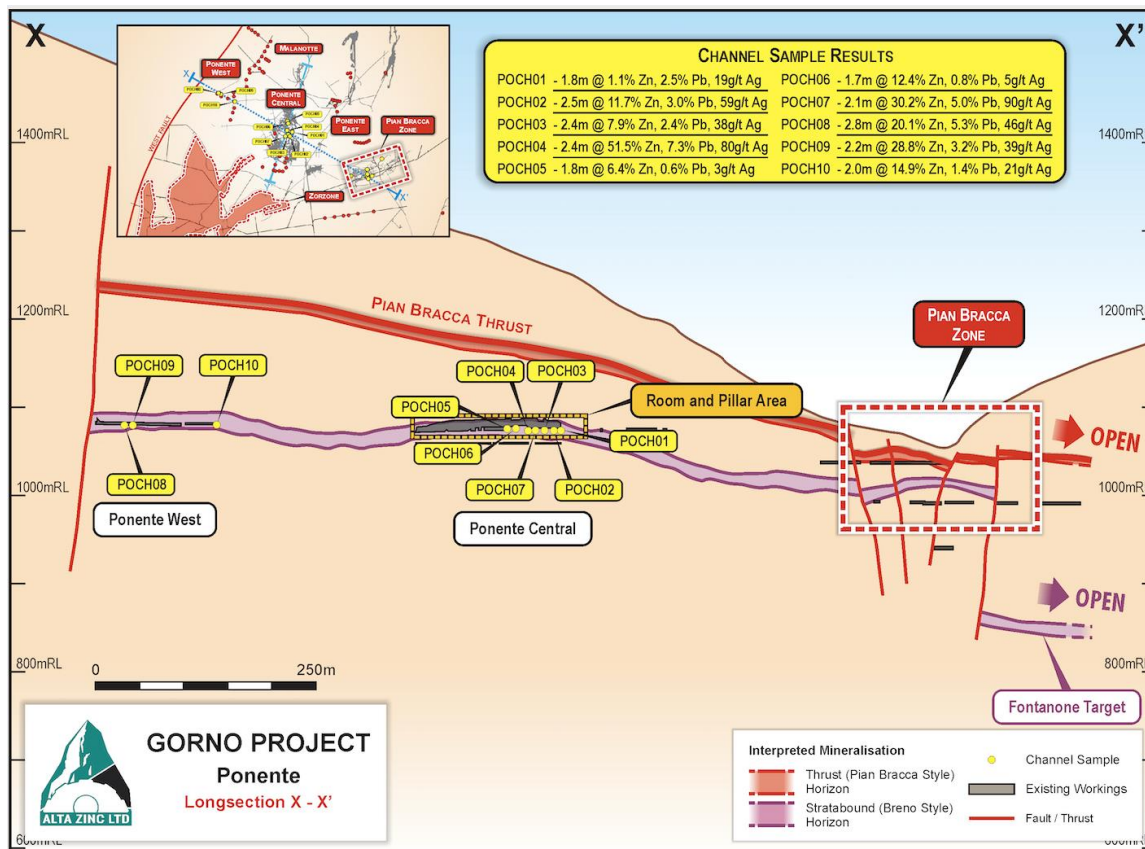 X
X'
MALANOTTE
PONENTE
WEST
PONENTE
CENTRAL
PONENTE
EAST
PIAN BRACCA
ZONE
WEST FAULT
ZORZONE
X
X'
CHANNEL SAMPLE RESULTS
POCH01 - 1.8m @ 1.1% Zn, 2.5% Pb, 19g/t Ag
POCH02 - 2.5m @ 11.7% Zn, 3.0% Pb, 59g/t Ag
POCH03 - 2.4m @ 7.9% Zn, 2.4% Pb, 38g/t Ag
POCH04 - 2.4m @ 51.5% Zn, 7.3% Pb, 80g/t Ag
POCH05 - 1.8m @ 6.4% Zn, 0.6% Pb, 3g/t Ag
POCH06 - 1.7m @ 12.4% Zn, 0.8% Pb, 5g/t Ag
POCH07 - 2.1m @ 30.2% Zn, 5.0% Pb, 90g/t Ag
POCH08 - 2.8m @ 20.1% Zn, 5.3% Pb, 46g/t Ag
POCH09 - 2.2m @ 28.8% Zn, 3.2% Pb, 39g/t Ag
POCH10 - 2.0m @ 14.9% Zn, 1.4% Pb, 21g/t Ag
1400mRL
1400mRL
1200mRL
1200mRL
PIAN BRACCA THRUST
PIAN BRACCA
ZONE
POCH09
POCH10
POCH04
POCH03
POCH05
Room and Pillar Area
POCH01
POCH06
POCH08
POCH07
POCH02
OPEN
1000mRL
1000mRL
Ponente West
Ponente Central
OPEN
800mRL
800mRL
0
250m
Fontanone Target
GORNO PROJECT
Ponente
Longsection X - X'
ALTA ZINC LTD
Interpreted Mineralisation
Thrust (Pian Bracca Style)
Horizon
Stratabound (Breno Style)
Horizon
Channel Sample
Existing Workings
Fault / Thrust